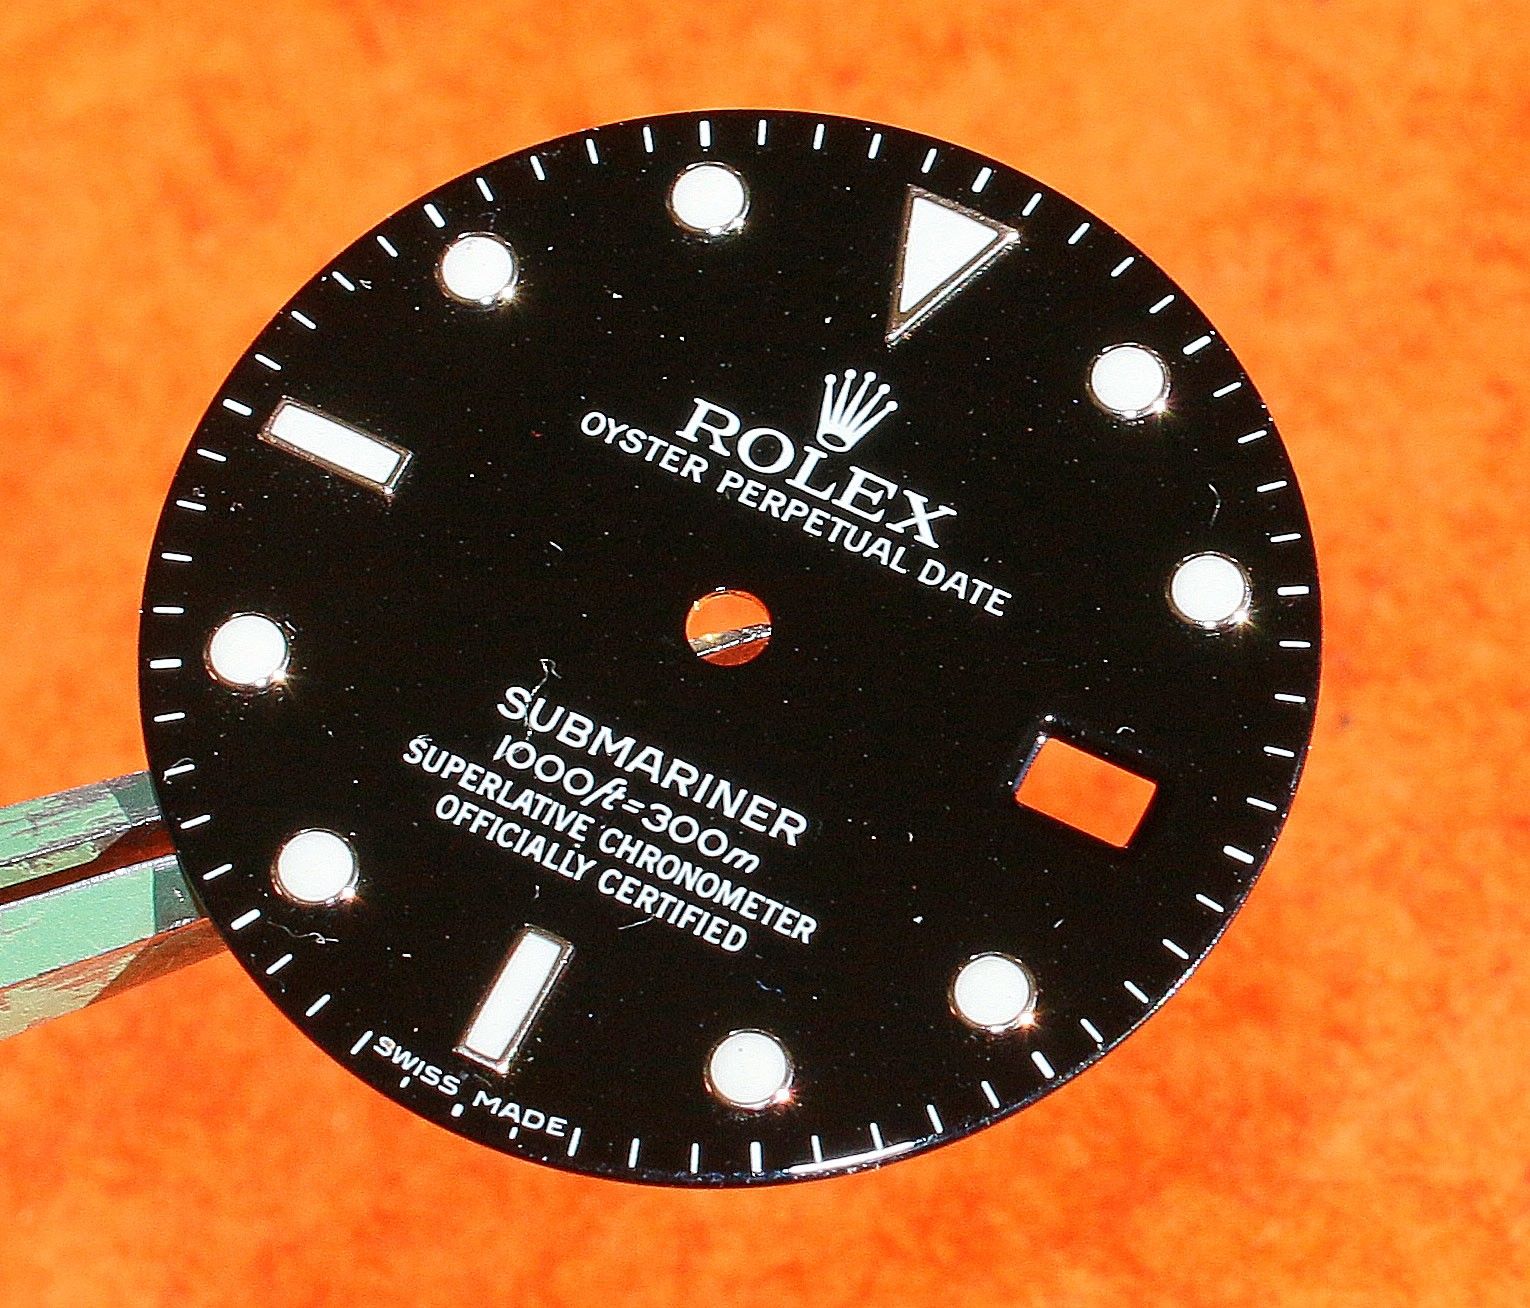 ROLEX
OYSTER PERPETUAL DATE
SUBMARINER
1000ft=300m
SUPERLATIVE CHRONOMETER
OFFICIALLY CERTIFIED
SWISS MADE